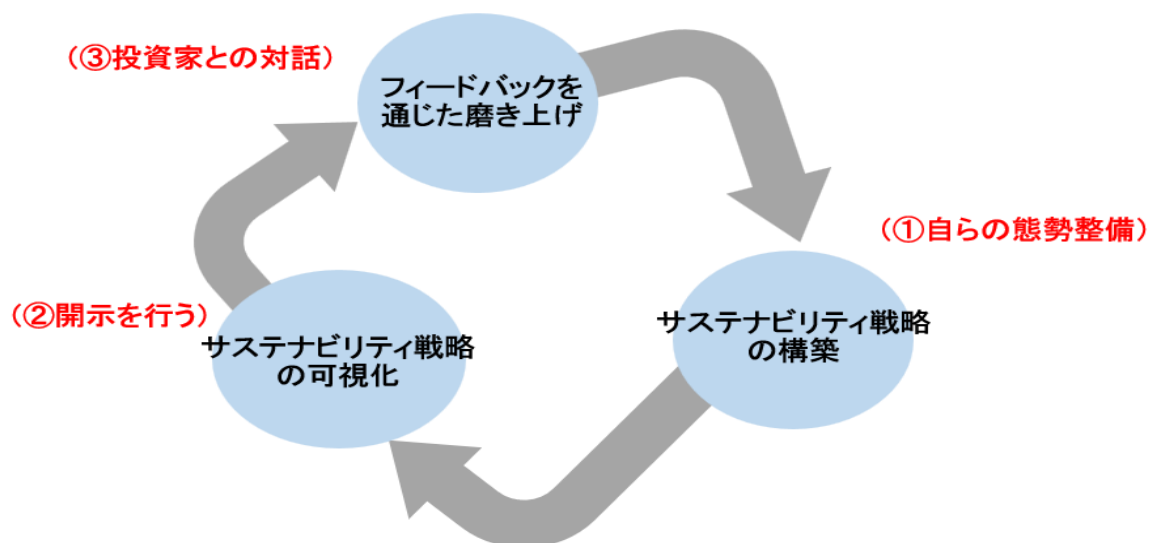 (③投資家との対話)
フィードバックを
通じた磨き上げ
(①自らの態勢整備)
サステナビリティ戦略
の構築
(②開示を行う)
サステナビリティ戦略
の可視化